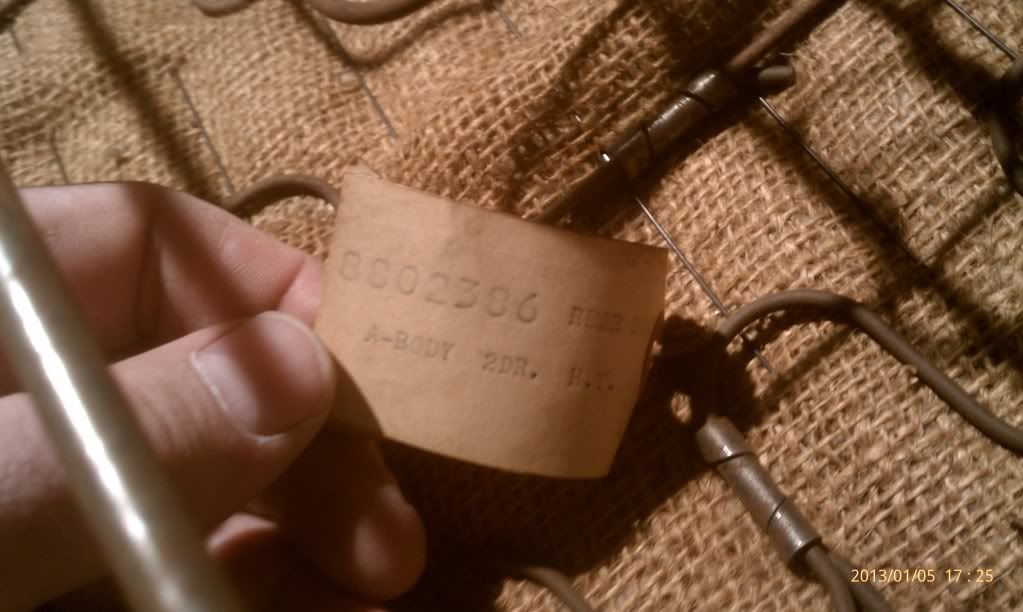 8802386 REAR
A-BODY 2DR. H.T.
2013/01/05 17:25